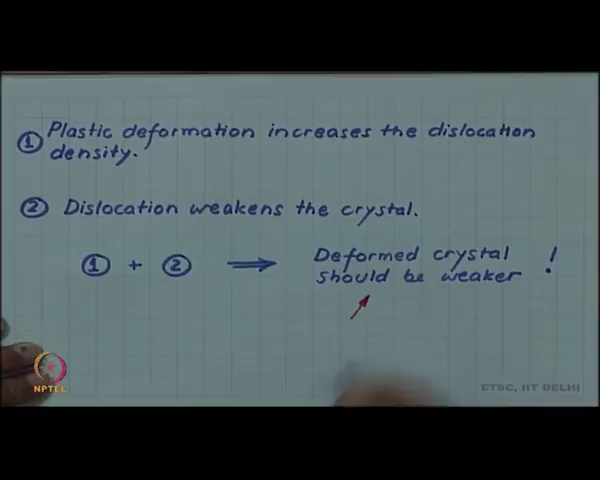 ① Plastic deformation increases the dislocation
density.
② Dislocation weakens the crystal.
① + ② ⟹ Deformed crystal
should be weaker !
NPTEL
ETSC, IIT DELHI